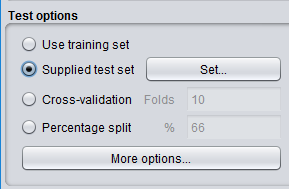 Test options
Use training set
Supplied test set Set...
Cross-validation Folds 10
Percentage split % 66
More options...